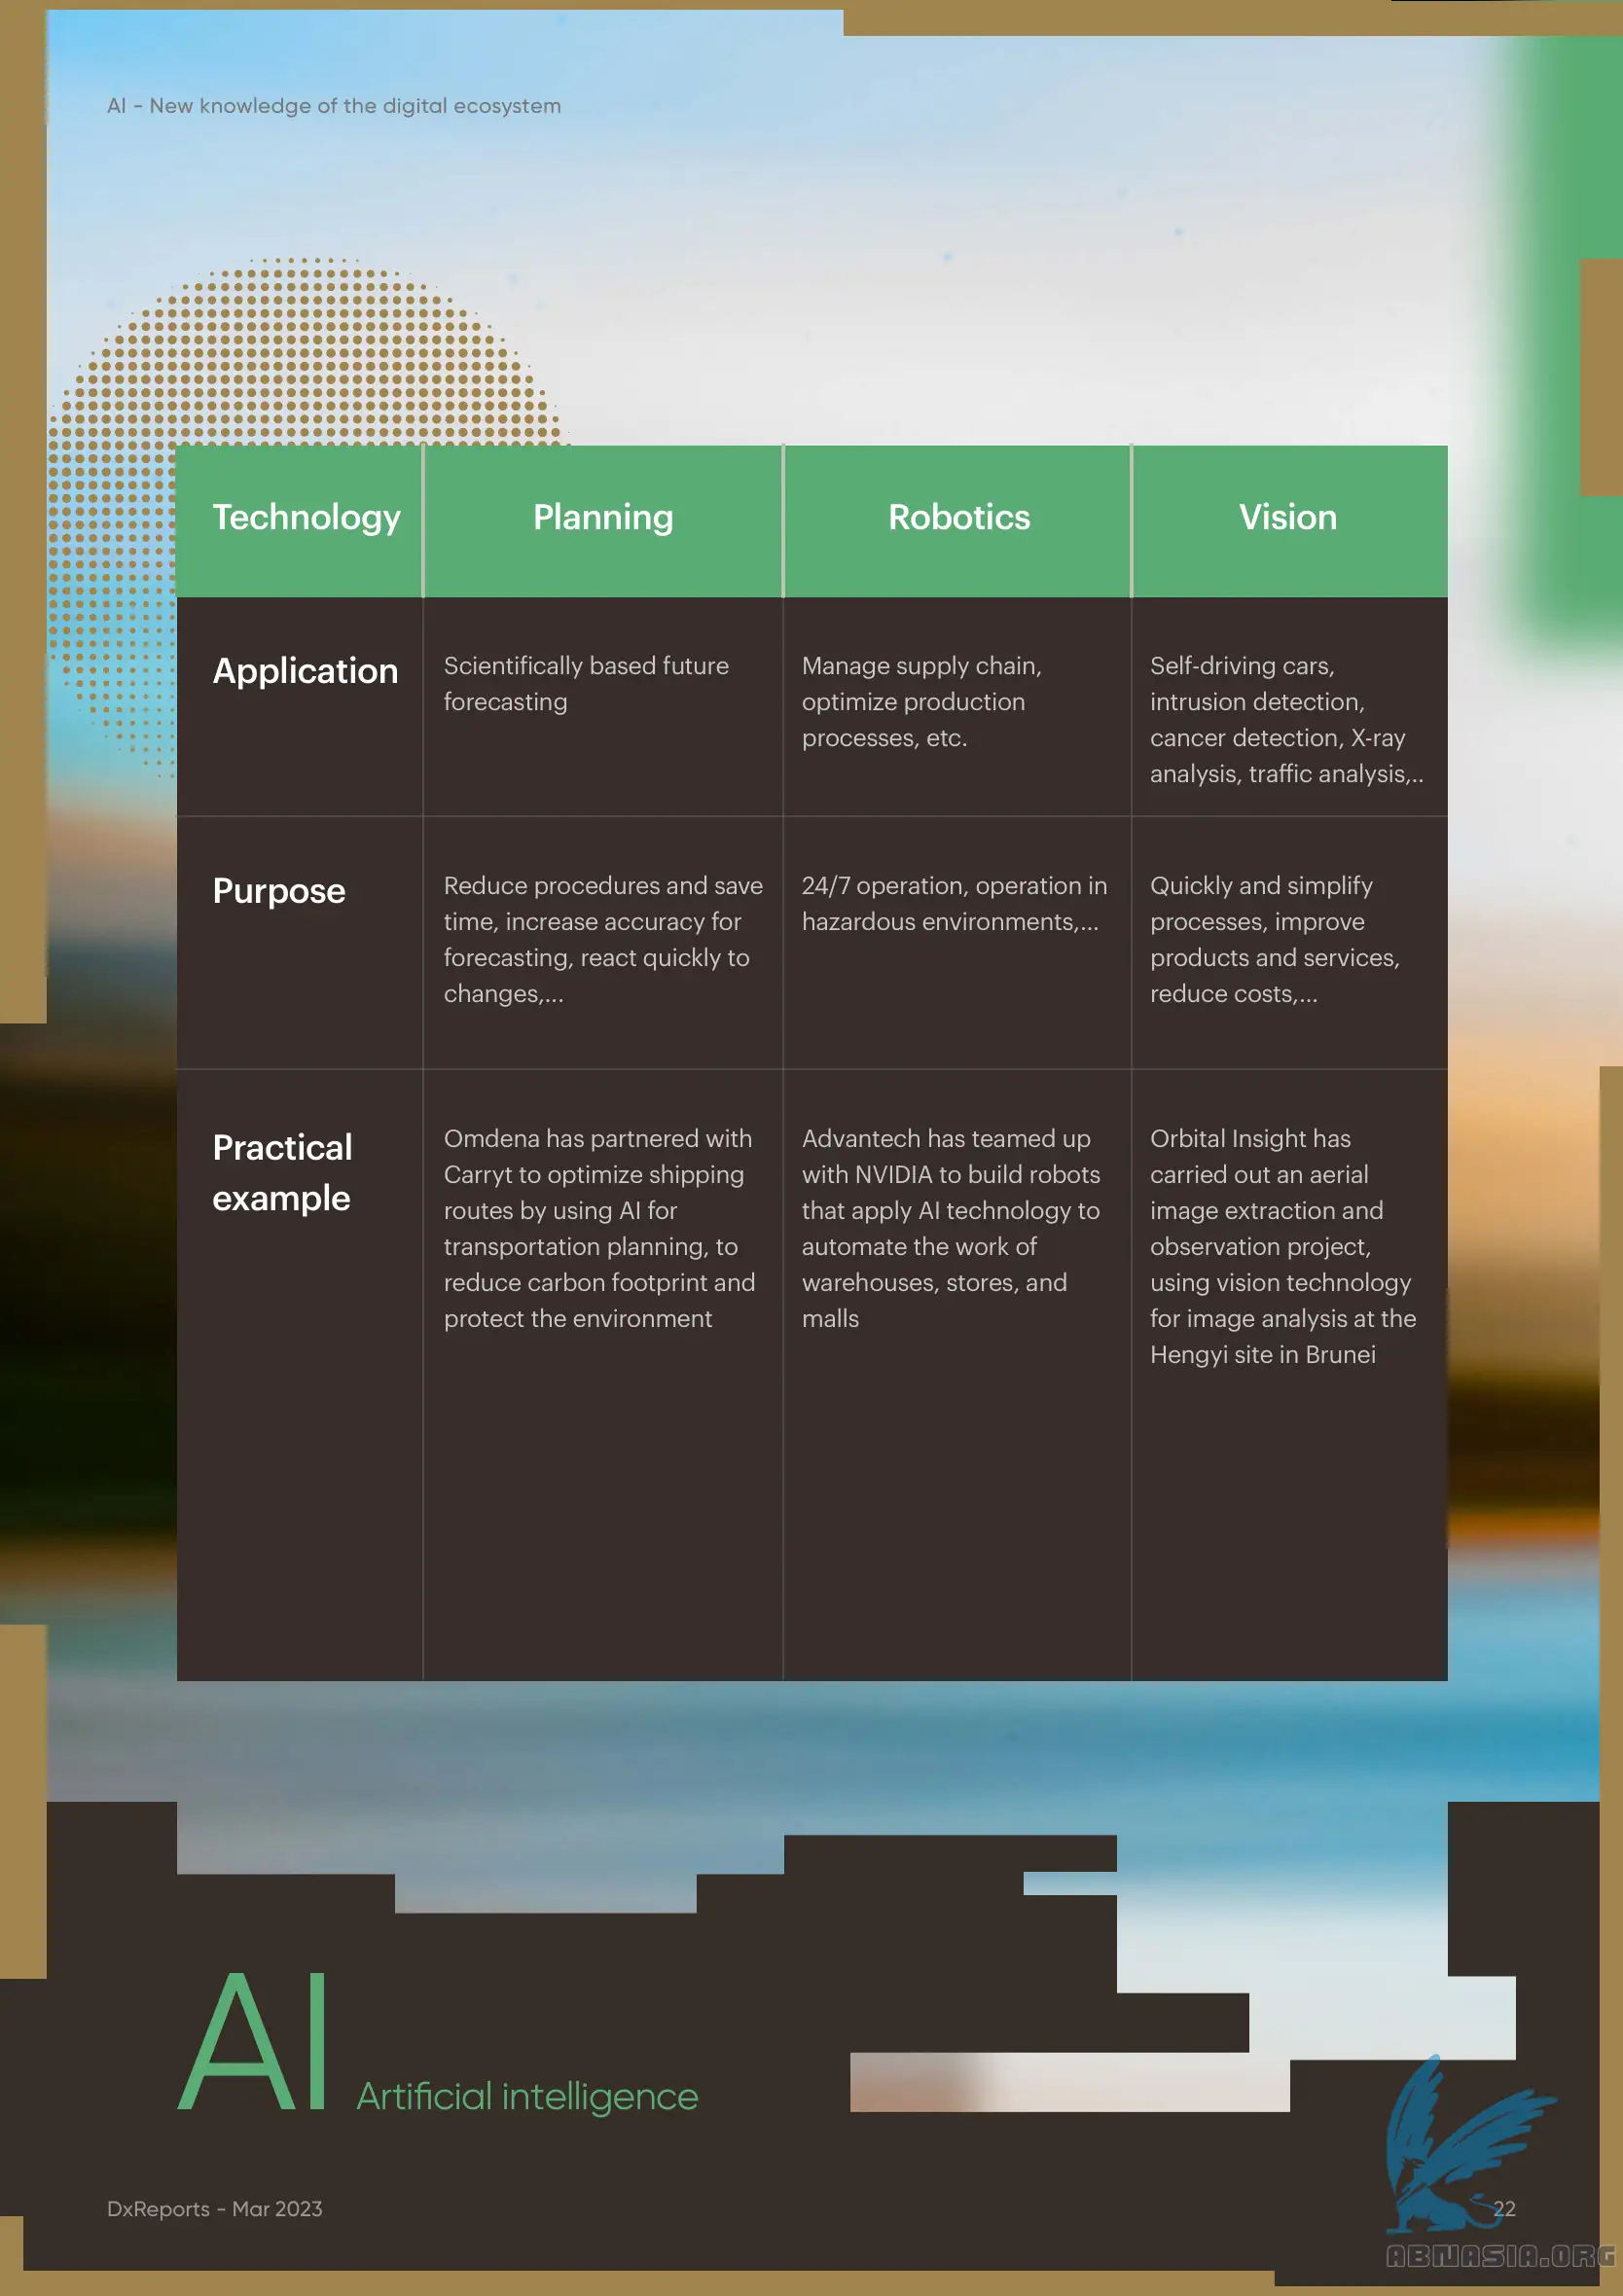 AI - New knowledge of the digital ecosystem
Technology
Planning
Robotics
Vision
Application
Scientifically based future
forecasting
Manage supply chain,
optimize production
processes, etc.
Self-driving cars,
intrusion detection,
cancer detection, X-ray
analysis, traffic analysis,..
Purpose
Reduce procedures and save
time, increase accuracy for
forecasting, react quickly to
changes,...
24/7 operation, operation in
hazardous environments,...
Quickly and simplify
processes, improve
products and services,
reduce costs,...
Practical
example
Omdena has partnered with
Carryt to optimize shipping
routes by using AI for
transportation planning, to
reduce carbon footprint and
protect the environment
Advantech has teamed up
with NVIDIA to build robots
that apply AI technology to
automate the work of
warehouses, stores, and
malls
Orbital Insight has
carried out an aerial
image extraction and
observation project,
using vision technology
for image analysis at the
Hengyi site in Brunei
AI Artificial intelligence
DxReports - Mar 2023
22
ABNASIA.ORG